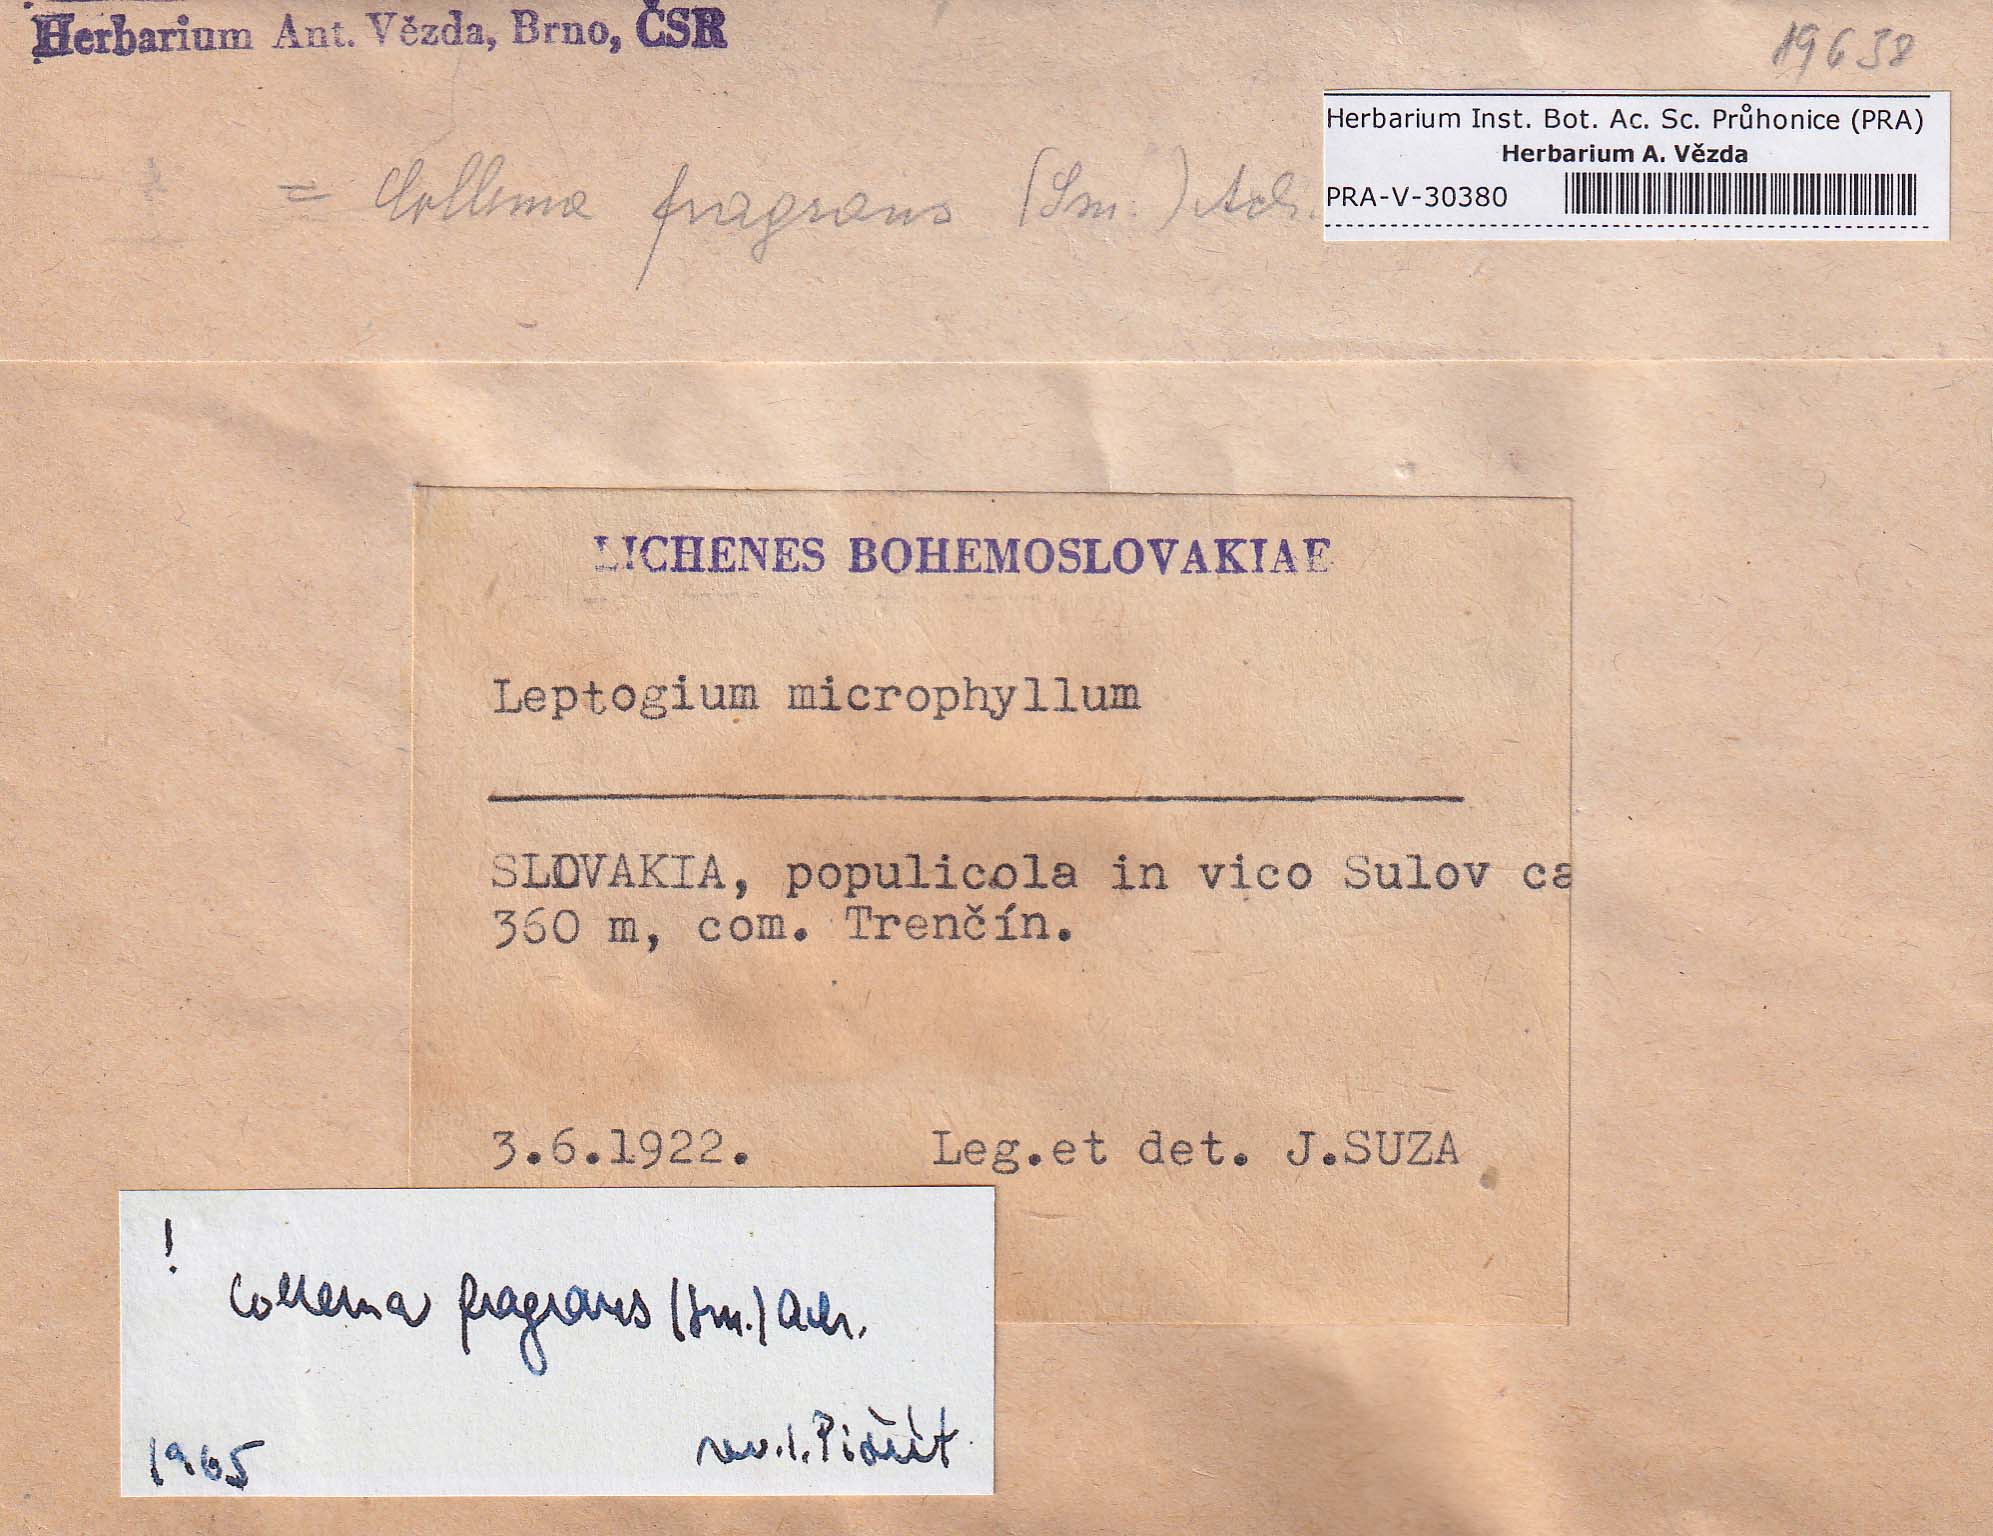 Herbarium Ant. Vězda, Brno, ČSR
19638
Herbarium Inst. Bot. Ac. Sc. Průhonice (PRA)
Herbarium A. Vězda
PRA-V-30380
= Collema fragrans (Sm.) Ach.
LICHENES BOHEMOSLOVAKIAE
Leptogium microphyllum
SLOVAKIA, populicola in vico Sulov ca
360 m, com. Trenčín.
3.6.1922. Leg.et det. J.SUZA
!
Collema fragrans (Sm.) Ach.
1965 rev. I. Pišút